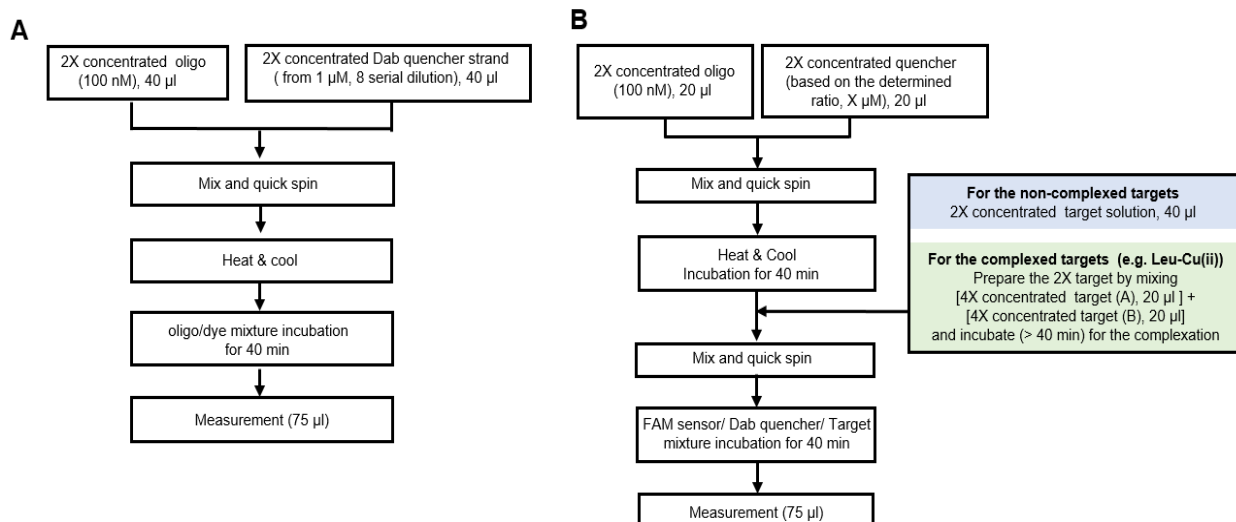 A
2X concentrated oligo
(100 nM), 40 µl
2X concentrated Dab quencher strand
( from 1 µM, 8 serial dilution), 40 µl
Mix and quick spin
Heat & cool
oligo/dye mixture incubation
for 40 min
Measurement (75 µl)
B
2X concentrated oligo
(100 nM), 20 µl
2X concentrated quencher
(based on the determined
ratio, X µM), 20 µl
Mix and quick spin
Heat & Cool
Incubation for 40 min
For the non-complexed targets
2X concentrated target solution, 40 µl
For the complexed targets (e.g. Leu-Cu(ii))
Prepare the 2X target by mixing
[4X concentrated target (A), 20 µl ] +
[4X concentrated target (B), 20 µl]
and incubate (> 40 min) for the complexation
Mix and quick spin
FAM sensor/ Dab quencher/ Target
mixture incubation for 40 min
Measurement (75 µl)